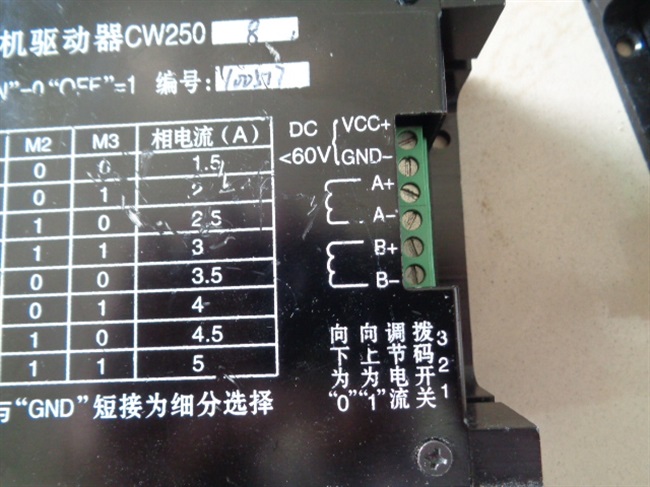 机驱动器CW250 8
N"=0 "OFF"=1 编号:
M2 M3 相电流(A)
0 0 1.5
0 1 2
1 0 2.5
1 1 3
0 0 3.5
0 1 4
1 0 4.5
1 1 5
与“GND”短接为细分选择
DC <60V
VCC+
GND-
A+
A-
B+
B-
拨码开关
调节电流
向上为“1”
向下为“0”
3
2
1